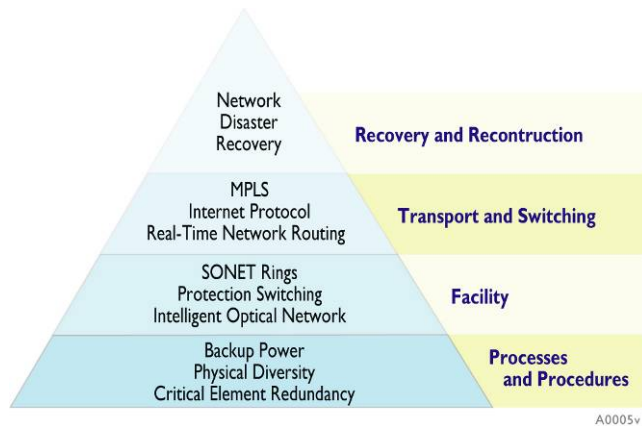 Network
Disaster
Recovery
Recovery and Recontruction
MPLS
Internet Protocol
Real-Time Network Routing
Transport and Switching
SONET Rings
Protection Switching
Intelligent Optical Network
Facility
Backup Power
Physical Diversity
Critical Element Redundancy
Processes
and Procedures
A0005v